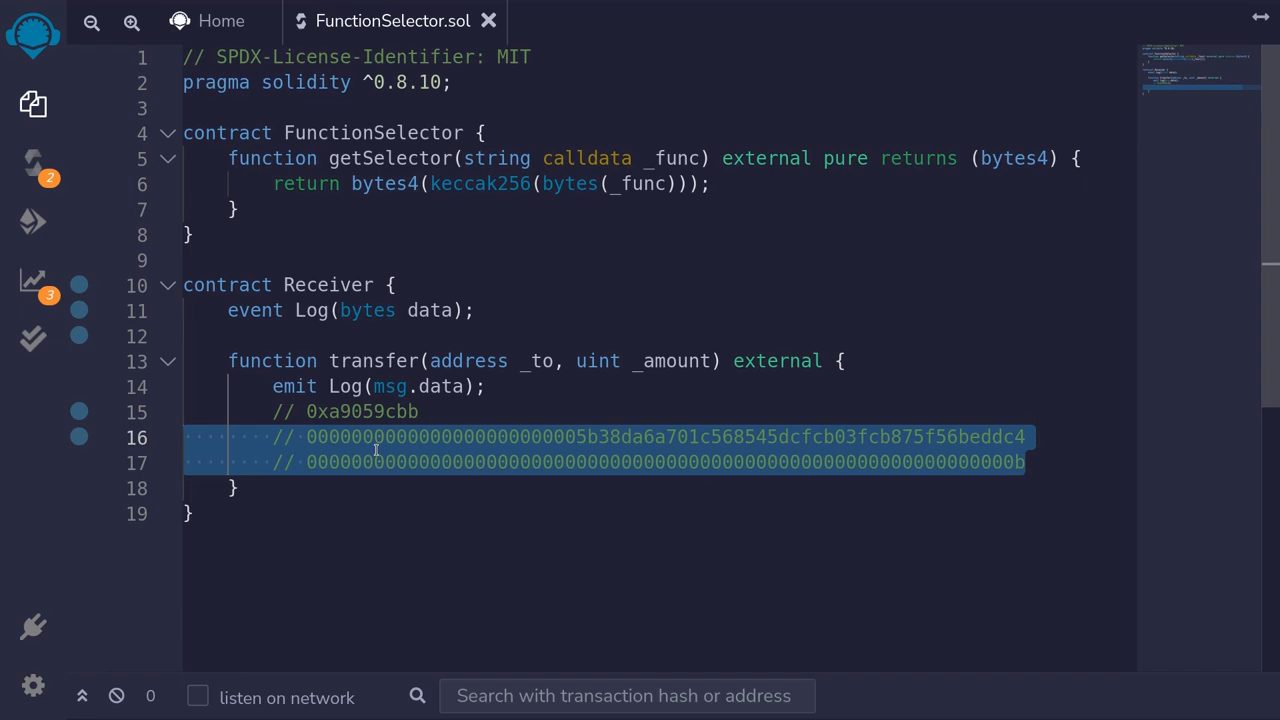 Home
FunctionSelector.sol
1 // SPDX-License-Identifier: MIT
2 pragma solidity ^0.8.10;
3
4 contract FunctionSelector {
5 function getSelector(string calldata _func) external pure returns (bytes4) {
6 return bytes4(keccak256(bytes(_func)));
7 }
8 }
9
10 contract Receiver {
11 event Log(bytes data);
12
13 function transfer(address _to, uint _amount) external {
14 emit Log(msg.data);
15 // 0xa9059cbb
16 // 0000000000000000000000005b38da6a701c568545dcfcb03fcb875f56beddc4
17 // 000000000000000000000000000000000000000000000000000000000000000b
18 }
19 }
2
3
0
listen on network
Search with transaction hash or address